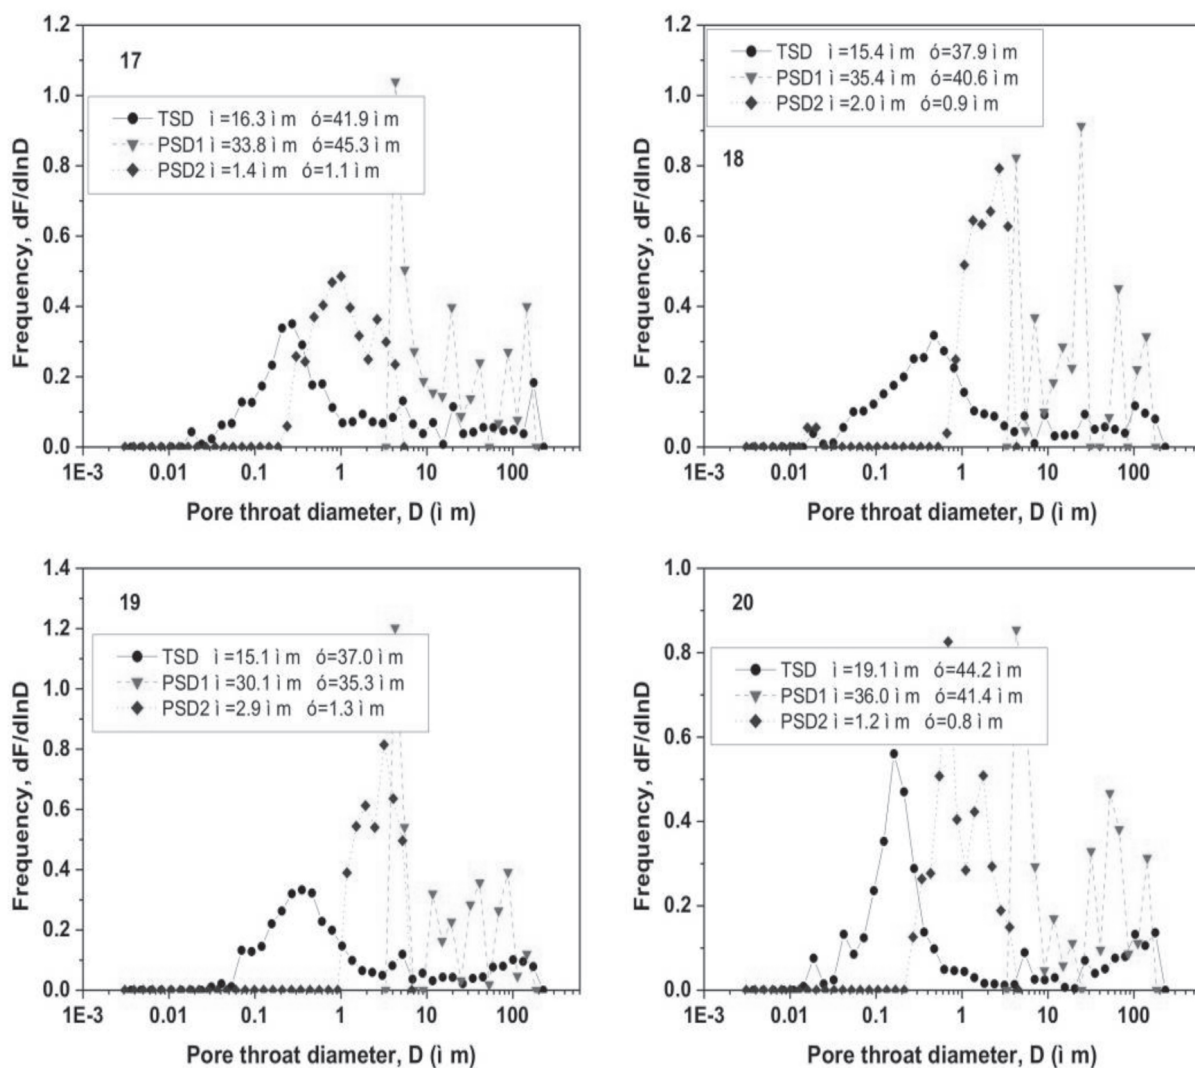 17
TSD ì=16.3 ì m ó=41.9 ì m
PSD1 ì=33.8 ì m ó=45.3 ì m
PSD2 ì=1.4 ì m ó=1.1 ì m
1.2
1.0
0.8
0.6
0.4
0.2
0.0
Frequency, dF/dlnD
1E-3 0.01 0.1 1 10 100
Pore throat diameter, D (ì m)
TSD ì=15.4 ì m ó=37.9 ì m
PSD1 ì=35.4 ì m ó=40.6 ì m
PSD2 ì=2.0 ì m ó=0.9 ì m
18
1.2
1.0
0.8
0.6
0.4
0.2
0.0
Frequency, dF/dlnD
1E-3 0.01 0.1 1 10 100
Pore throat diameter, D (ì m)
19
TSD ì=15.1 ì m ó=37.0 ì m
PSD1 ì=30.1 ì m ó=35.3 ì m
PSD2 ì=2.9 ì m ó=1.3 ì m
1.4
1.2
1.0
0.8
0.6
0.4
0.2
0.0
Frequency, dF/dlnD
1E-3 0.01 0.1 1 10 100
Pore throat diameter, D (ì m)
20
TSD ì=19.1 ì m ó=44.2 ì m
PSD1 ì=36.0 ì m ó=41.4 ì m
PSD2 ì=1.2 ì m ó=0.8 ì m
1.0
0.8
0.6
0.4
0.2
0.0
Frequency, dF/dlnD
1E-3 0.01 0.1 1 10 100
Pore throat diameter, D (ì m)